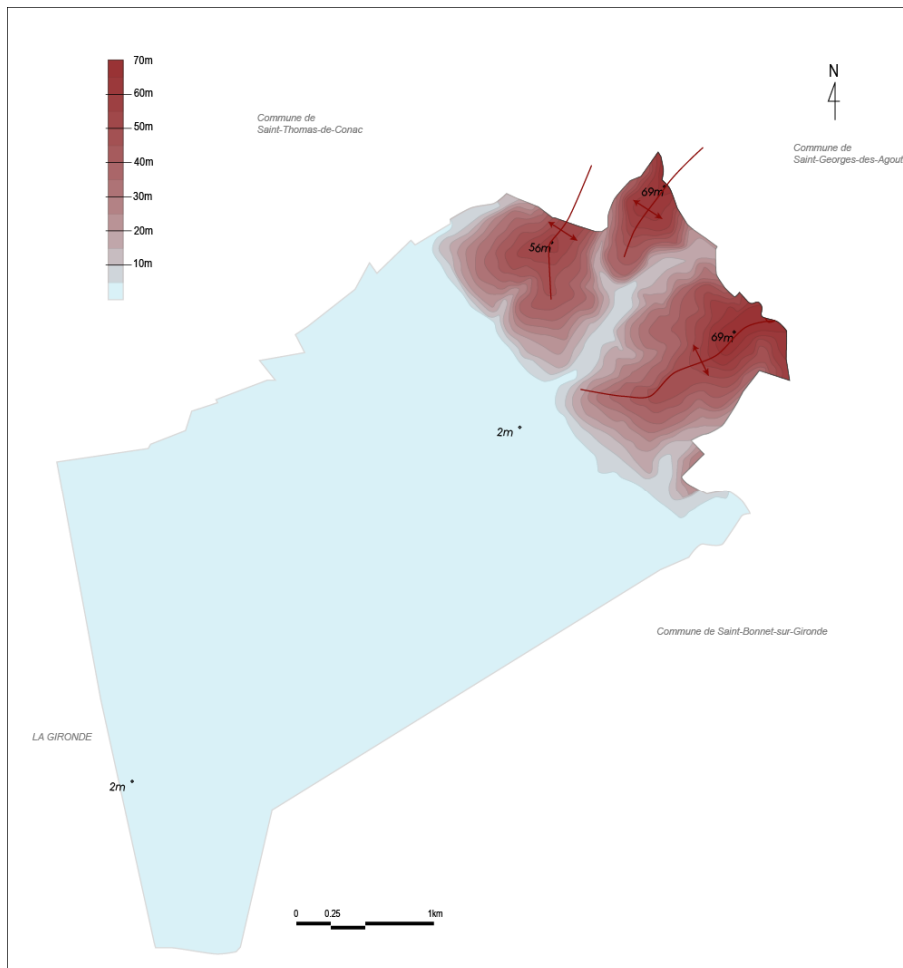 70m
60m
50m
40m
30m
20m
10m
Commune de
Saint-Thomas-de-Conac
N
Commune de
Saint-Georges-des-Agout
69m
56m
69m
2m
Commune de Saint-Bonnet-sur-Gironde
LA GIRONDE
2m
0 0.25 1km